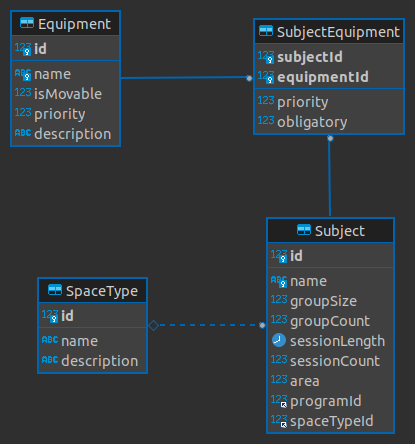 Equipment
123 id
ABC name
123 isMovable
123 priority
ABC description
SubjectEquipment
123 subjectId
123 equipmentId
123 priority
123 obligatory
Subject
123 id
ABC name
123 groupSize
123 groupCount
sessionLength
123 sessionCount
123 area
123 programId
123 spaceTypeId
SpaceType
123 id
ABC name
ABC description